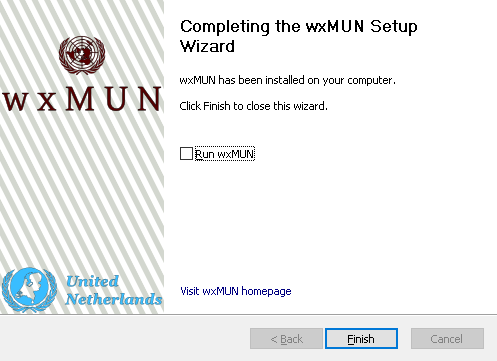 Completing the wxMUN Setup
Wizard
wxMUN
wxMUN has been installed on your computer.
Click Finish to close this wizard.
Run wxMUN
United
Netherlands
Visit wxMUN homepage
< Back
Finish
Cancel